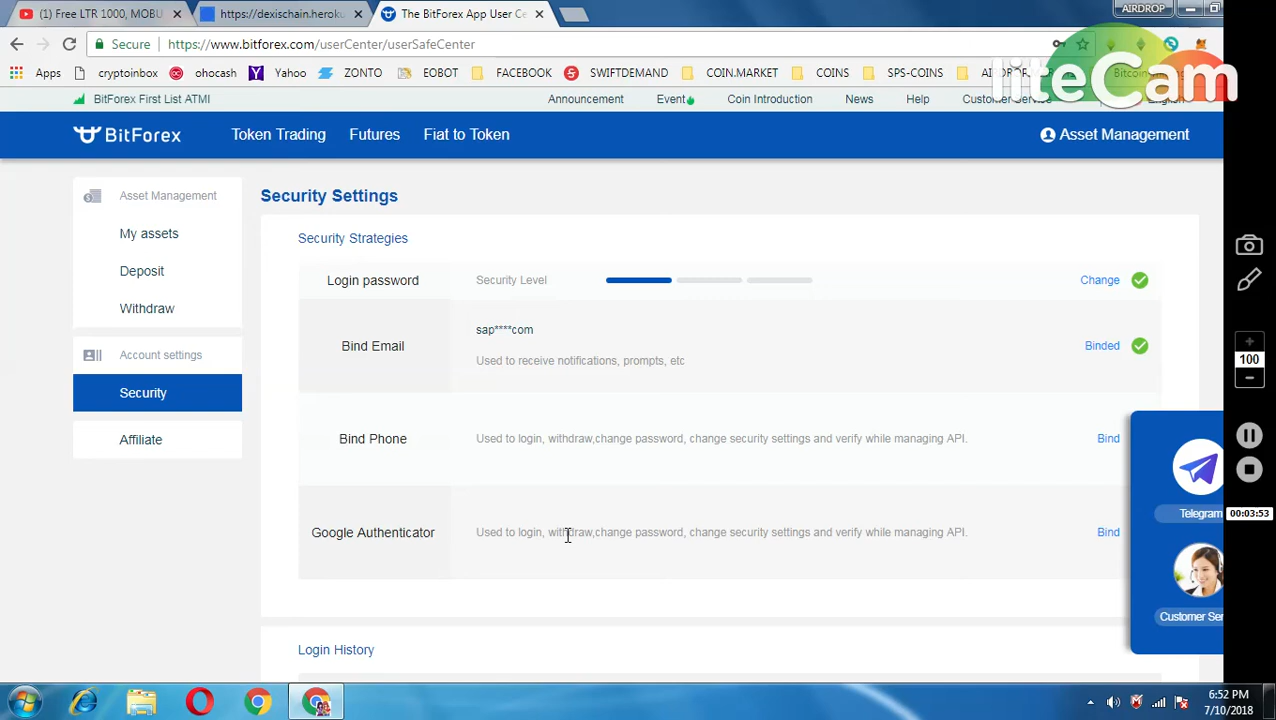 (1) Free LTR 1000, MOBU
https://dexischain.heroku
The BitForex App User Ce
AIRDROP
Secure
https://www.bitforex.com/userCenter/userSafeCenter
Apps
cryptoinbox
ohocash
Yahoo
EOBOT
FACEBOOK
SWIFTDEMAND
COIN.MARKET
COINS
SPS-COINS
liteCam
BitForex First List ATMI
Announcement
Event
Coin Introduction
News
Help
Customer Service
English
BitForex
Token Trading
Futures
Fiat to Token
Asset Management
Asset Management
My assets
Deposit
Withdraw
Account settings
Security
Affiliate
Security Settings
Security Strategies
Login password
Security Level
Change
Bind Email
sap****com
Used to receive notifications, prompts, etc
Binded
Bind Phone
Used to login, withdraw,change password, change security settings and verify while managing API.
Bind
Google Authenticator
Used to login, withdraw,change password, change security settings and verify while managing API.
Bind
Login History
Telegram
Customer Ser
100
00:03:53
6:52 PM
7/10/2018